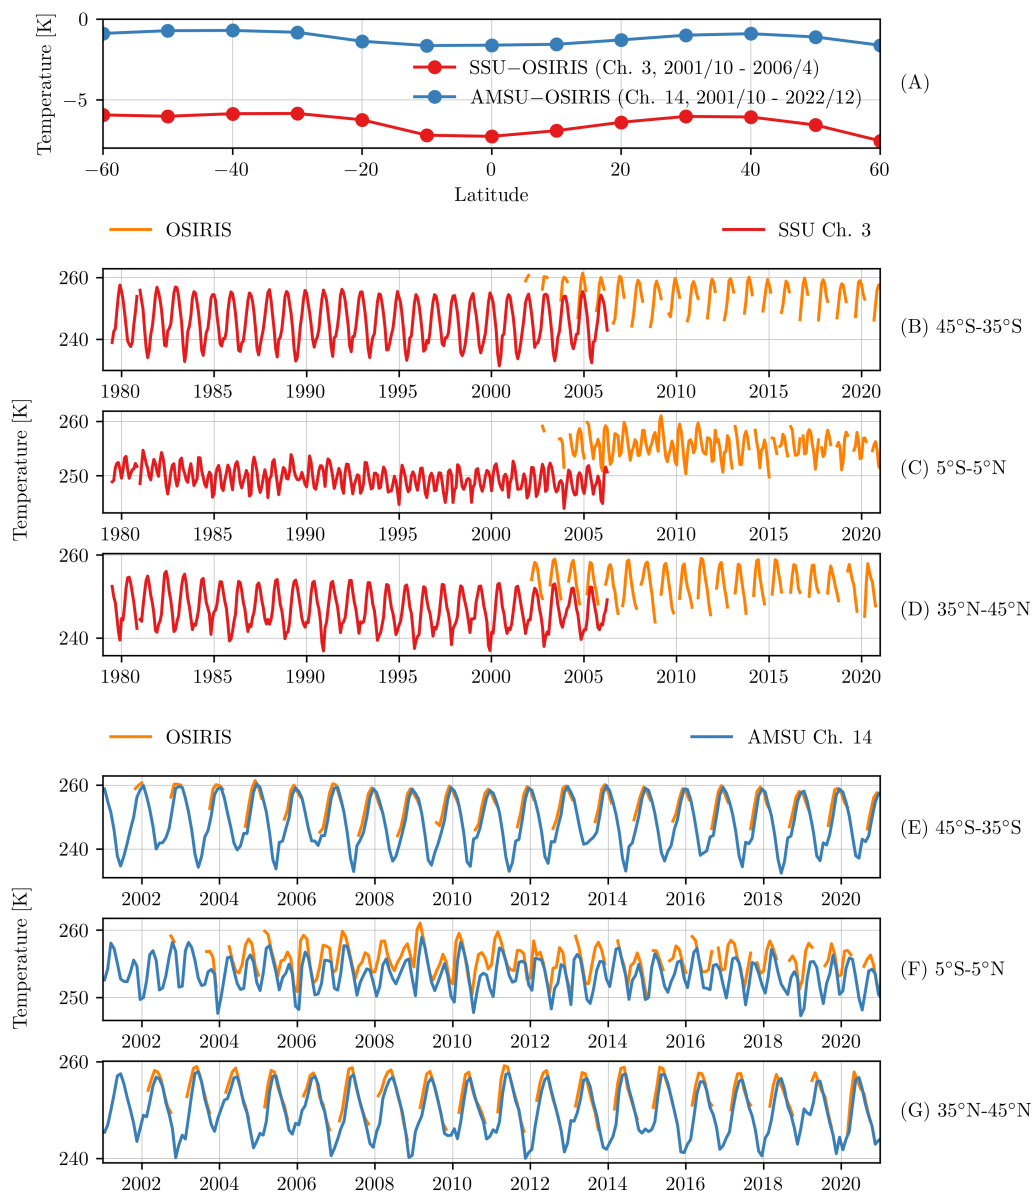 Temperature [K]
0
−5
SSU−OSIRIS (Ch. 3, 2001/10 - 2006/4)
AMSU−OSIRIS (Ch. 14, 2001/10 - 2022/12)
(A)
−60 −40 −20 0 20 40 60
Latitude
OSIRIS SSU Ch. 3
Temperature [K]
260
240
(B) 45°S-35°S
1980 1985 1990 1995 2000 2005 2010 2015 2020
260
250
(C) 5°S-5°N
1980 1985 1990 1995 2000 2005 2010 2015 2020
260
240
(D) 35°N-45°N
1980 1985 1990 1995 2000 2005 2010 2015 2020
OSIRIS AMSU Ch. 14
Temperature [K]
260
240
(E) 45°S-35°S
2002 2004 2006 2008 2010 2012 2014 2016 2018 2020
260
250
(F) 5°S-5°N
2002 2004 2006 2008 2010 2012 2014 2016 2018 2020
260
240
(G) 35°N-45°N
2002 2004 2006 2008 2010 2012 2014 2016 2018 2020